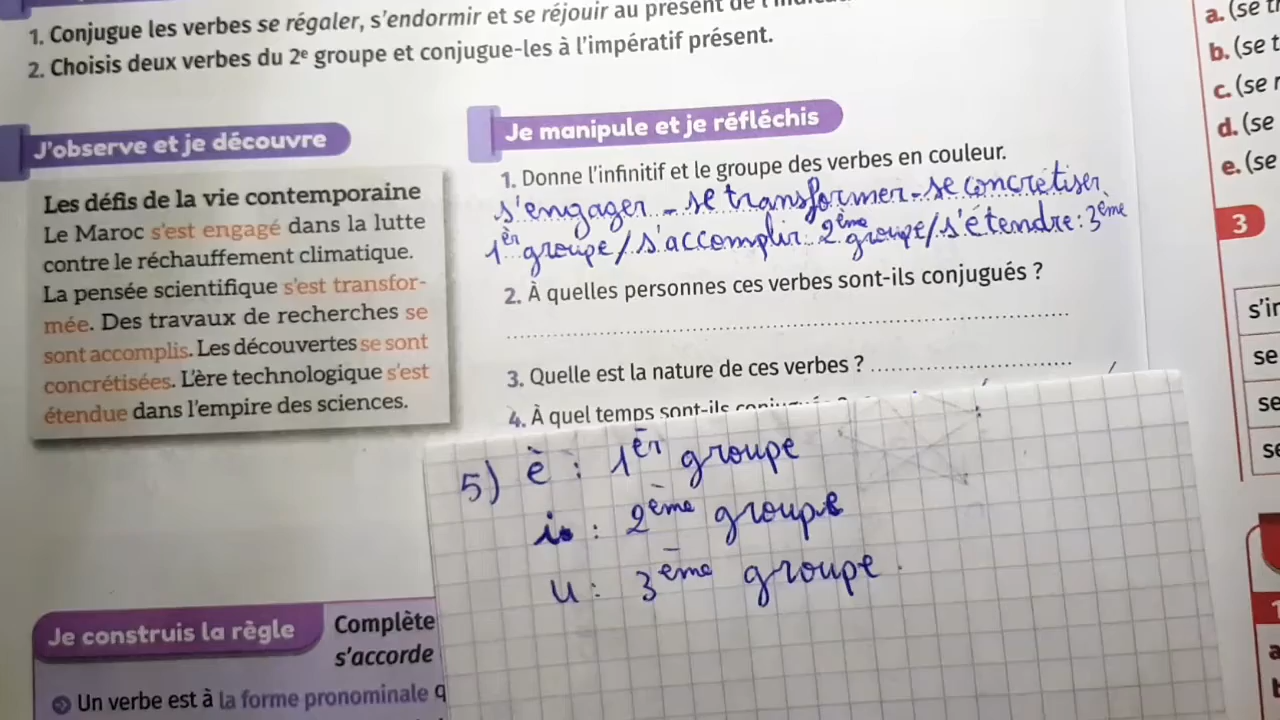 1. Conjugue les verbes se régaler, s'endormir et se réjouir au présent de l'
2. Choisis deux verbes du 2e groupe et conjugue-les à l'impératif présent.
J'observe et je découvre
Les défis de la vie contemporaine
Le Maroc s'est engagé dans la lutte
contre le réchauffement climatique.
La pensée scientifique s'est transfor-
mée. Des travaux de recherches se
sont accomplis. Les découvertes se sont
concrétisées. L'ère technologique s'est
étendue dans l'empire des sciences.
Je manipule et je réfléchis
1. Donne l'infinitif et le groupe des verbes en couleur.
s'engager - se transformer - se concrétiser
1èr groupe / s'accomplir: 2ème groupe / s'étendre: 3ème
2. À quelles personnes ces verbes sont-ils conjugués ?
3. Quelle est la nature de ces verbes ?
4. À quel temps sont-ils
5) è : 1èr groupe
i : 2ème groupe
u : 3ème groupe.
Je construis la règle
Complète
s'accorde
Un verbe est à la forme pronominale q
a. (se
b. (se t
c. (se
d. (se
e. (se
3
s'i
se
se